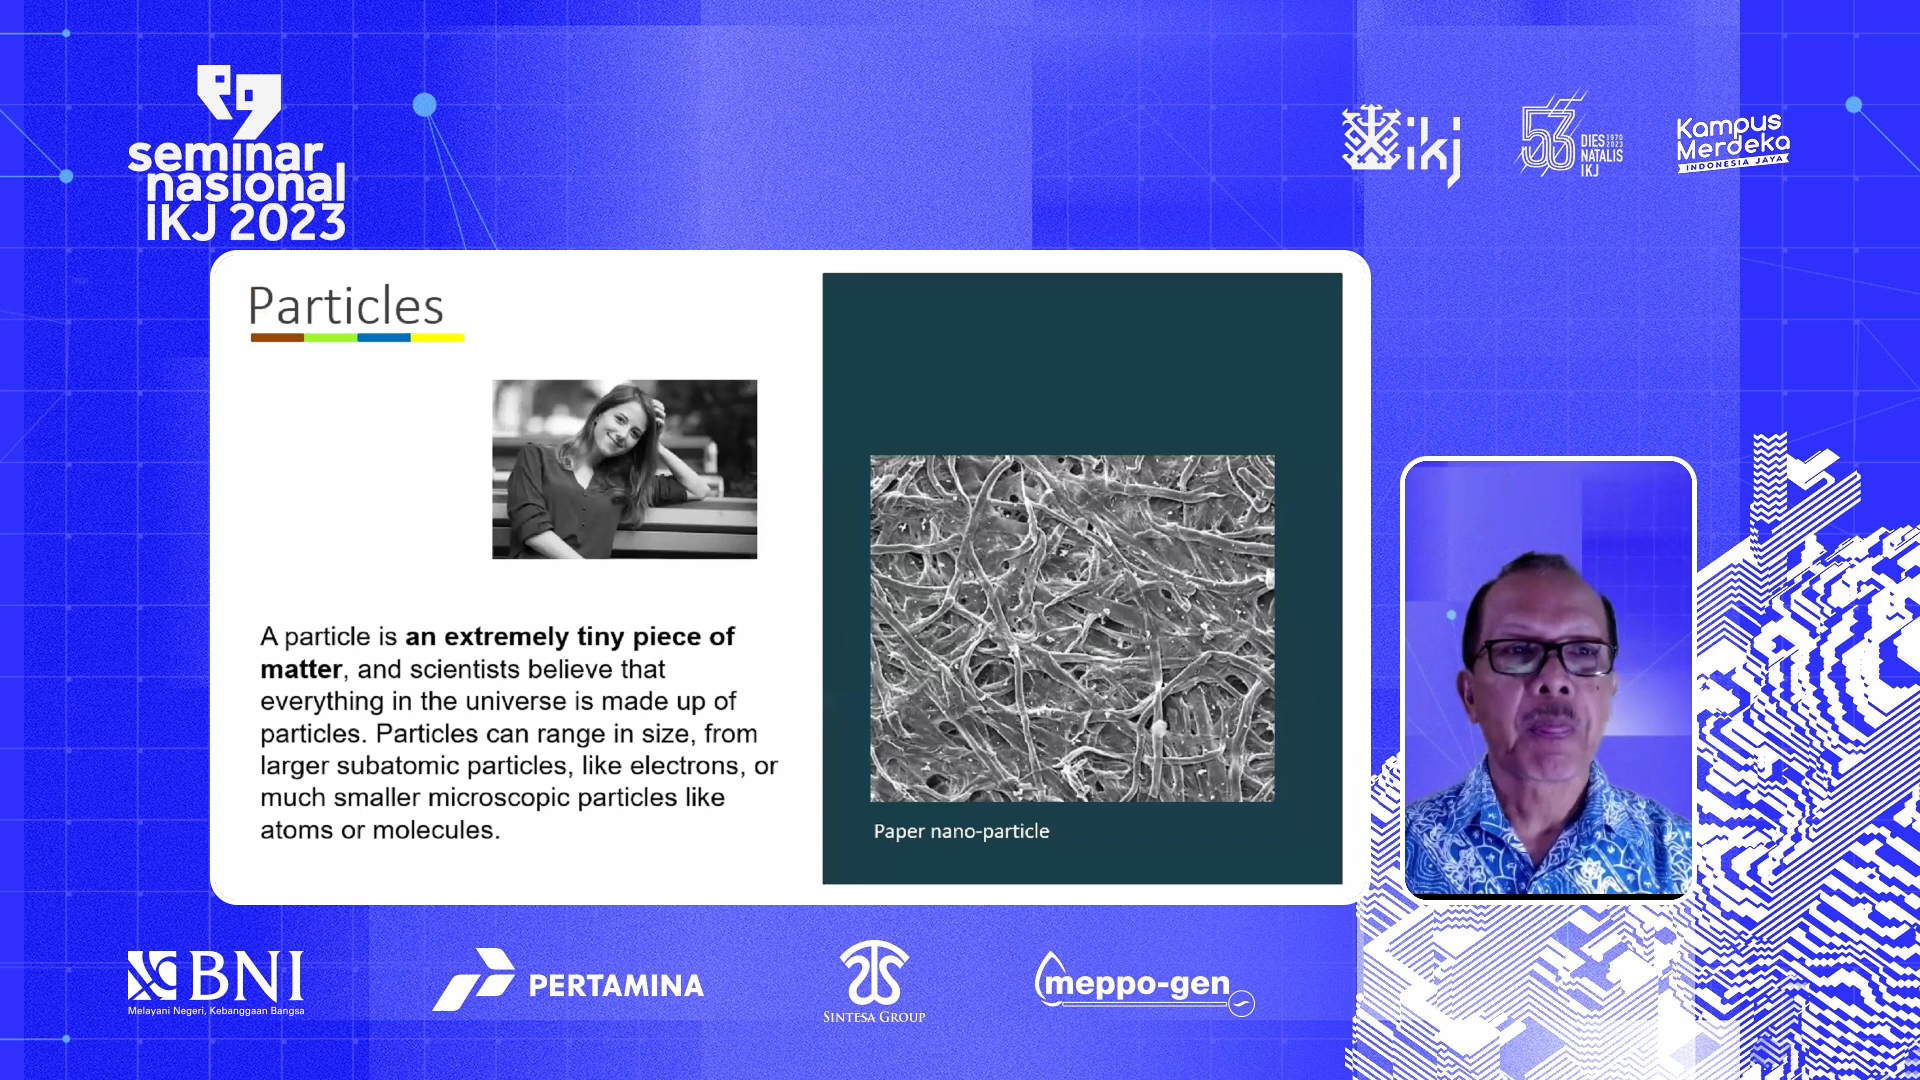 seminar
nasional
IKJ 2023
ikj
53
DIES 1970
NATALIS 2023
IKJ
Kampus
Merdeka
INDONESIA JAYA
Particles
A particle is an extremely tiny piece of
matter, and scientists believe that
everything in the universe is made up of
particles. Particles can range in size, from
larger subatomic particles, like electrons, or
much smaller microscopic particles like
atoms or molecules.
Paper nano-particle
BNI
Melayani Negeri, Kebanggaan Bangsa
PERTAMINA
SINTESA GROUP
meppo-gen